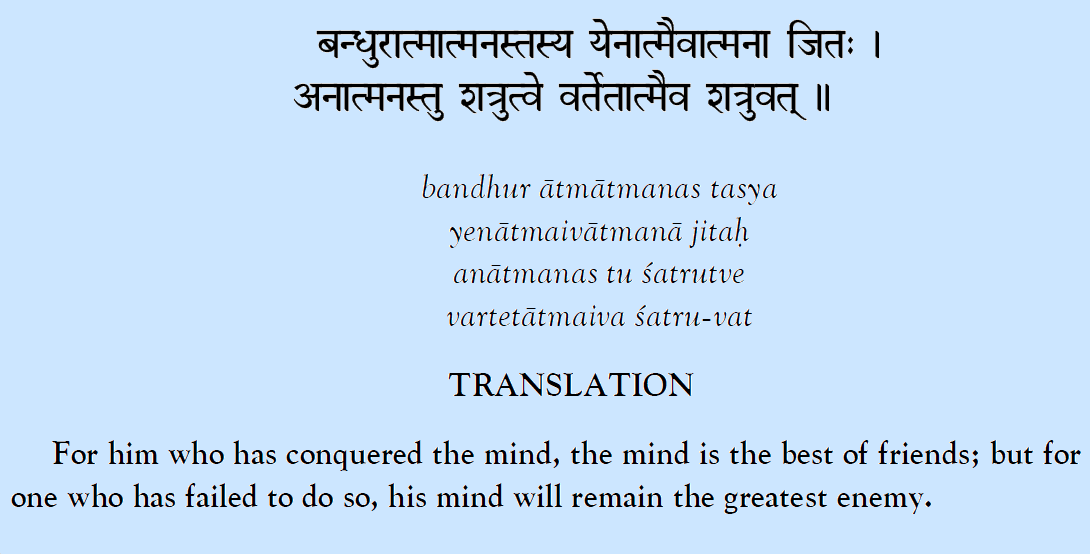 बन्धुरात्मात्मनस्तस्य येनात्मैवात्मना जितः ।
अनात्मनस्तु शत्रुत्वे वर्तेतात्मैव शत्रुवत् ॥
bandhur ātmātmanas tasya
yenātmaivātmanā jitaḥ
anātmanas tu śatrutve
vartetātmaiva śatru-vat
TRANSLATION
For him who has conquered the mind, the mind is the best of friends; but for
one who has failed to do so, his mind will remain the greatest enemy.